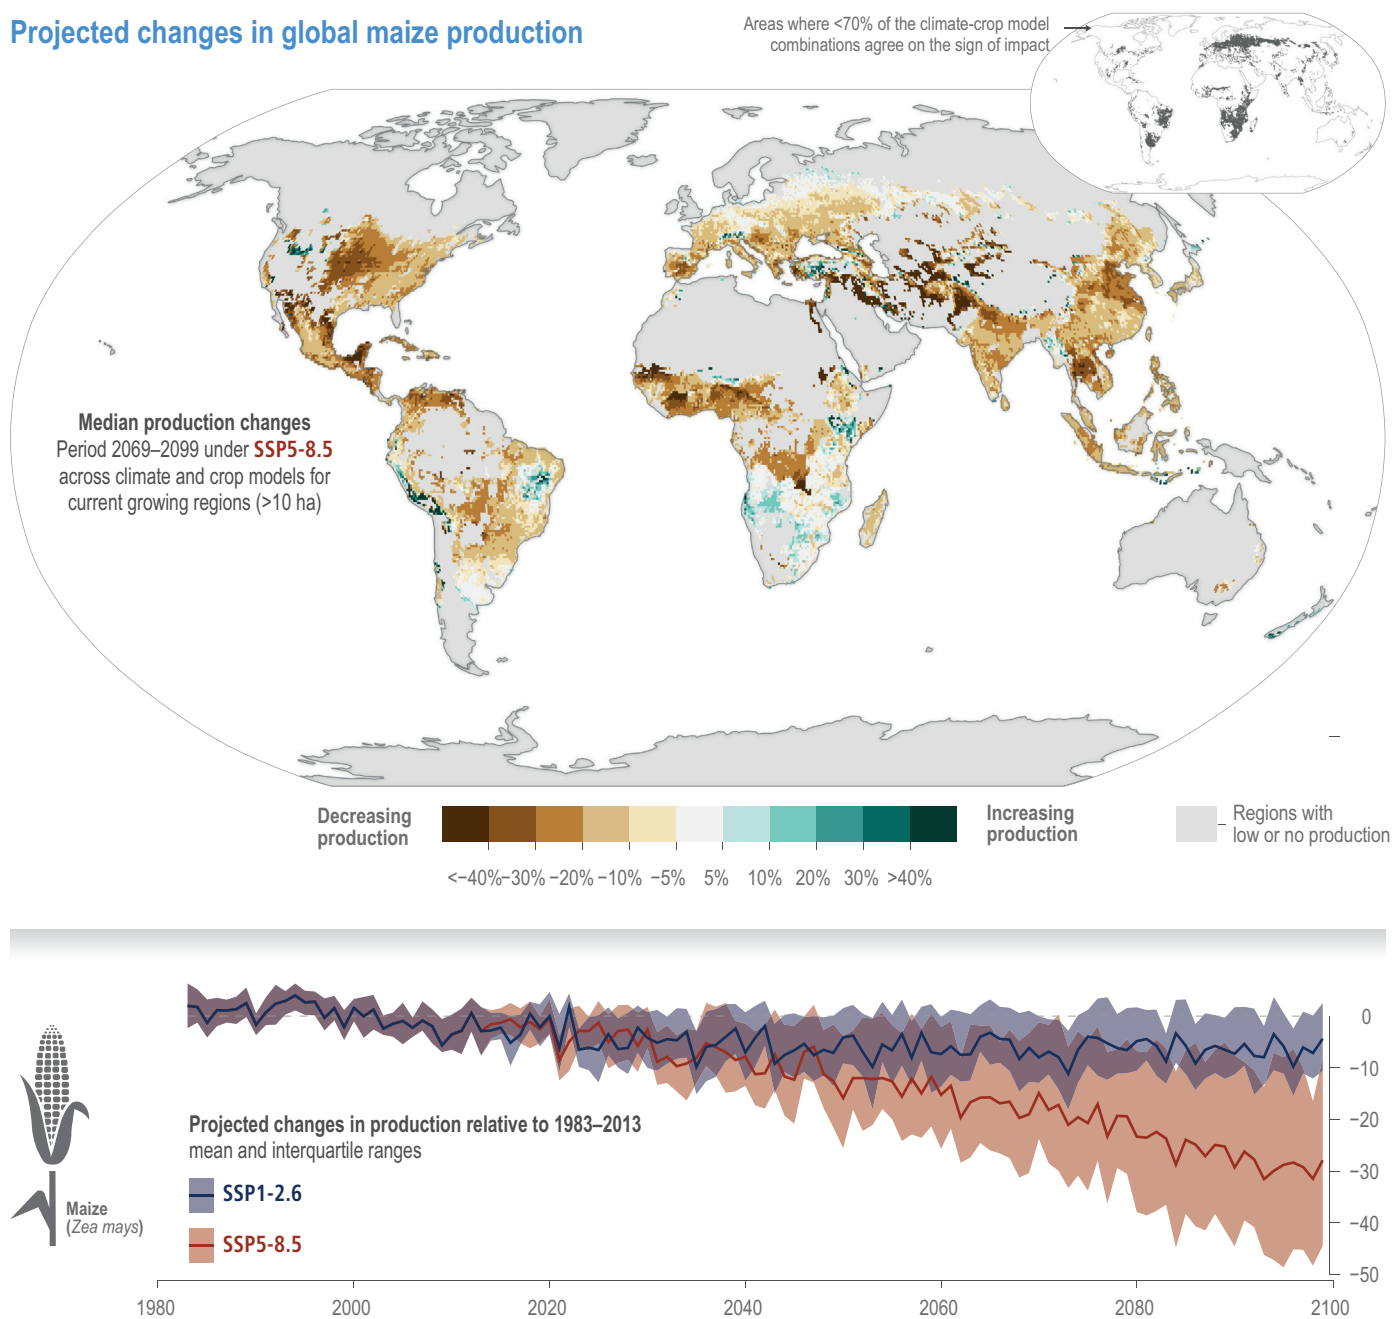 Projected changes in global maize production
Areas where <70% of the climate-crop model
combinations agree on the sign of impact
Median production changes
Period 2069–2099 under SSP5-8.5
across climate and crop models for
current growing regions (>10 ha)
Decreasing
production
<−40% −30% −20% −10% −5% 5% 10% 20% 30% >40%
Increasing
production
Regions with
low or no production
Projected changes in production relative to 1983–2013
mean and interquartile ranges
SSP1-2.6
SSP5-8.5
Maize
(Zea mays)
0
−10
−20
−30
−40
−50
1980 2000 2020 2040 2060 2080 2100